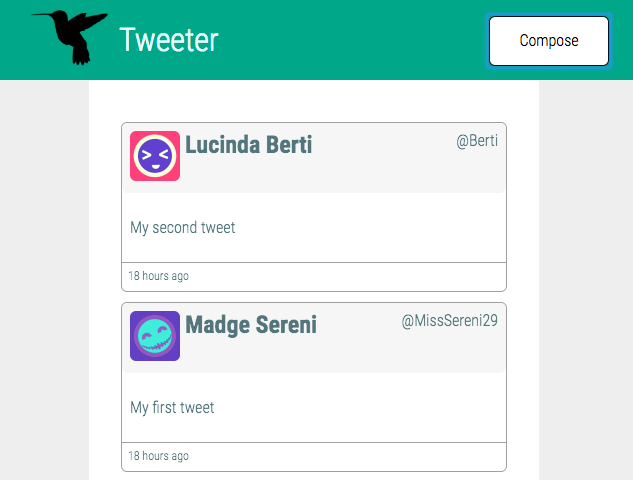 Tweeter
Compose
Lucinda Berti
@Berti
My second tweet
18 hours ago
Madge Sereni
@MissSereni29
My first tweet
18 hours ago